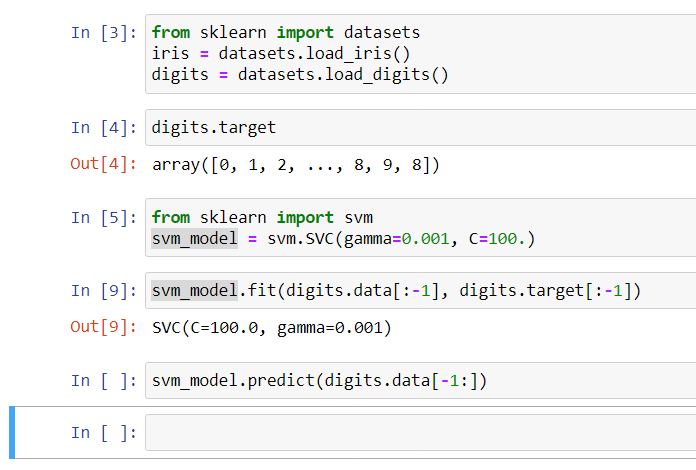 In [3]: from sklearn import datasets
iris = datasets.load_iris()
digits = datasets.load_digits()
In [4]: digits.target
Out[4]: array([0, 1, 2, ..., 8, 9, 8])
In [5]: from sklearn import svm
svm_model = svm.SVC(gamma=0.001, C=100.)
In [9]: svm_model.fit(digits.data[:-1], digits.target[:-1])
Out[9]: SVC(C=100.0, gamma=0.001)
In [ ]: svm_model.predict(digits.data[-1:])
In [ ]: